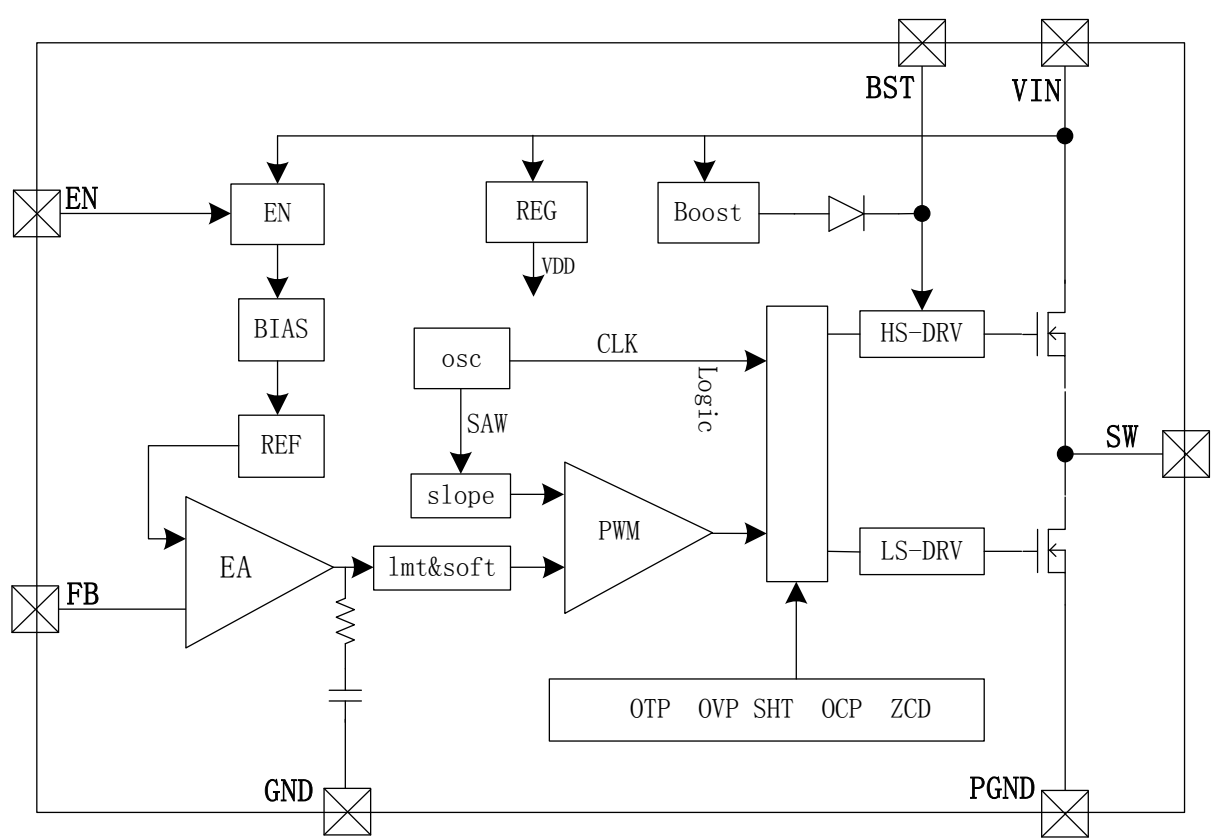 BST
VIN
EN
EN
REG
Boost
VDD
BIAS
HS-DRV
osc
CLK
Logic
SAW
REF
SW
slope
PWM
LS-DRV
EA
lmt&soft
FB
OTP OVP SHT OCP ZCD
GND
PGND